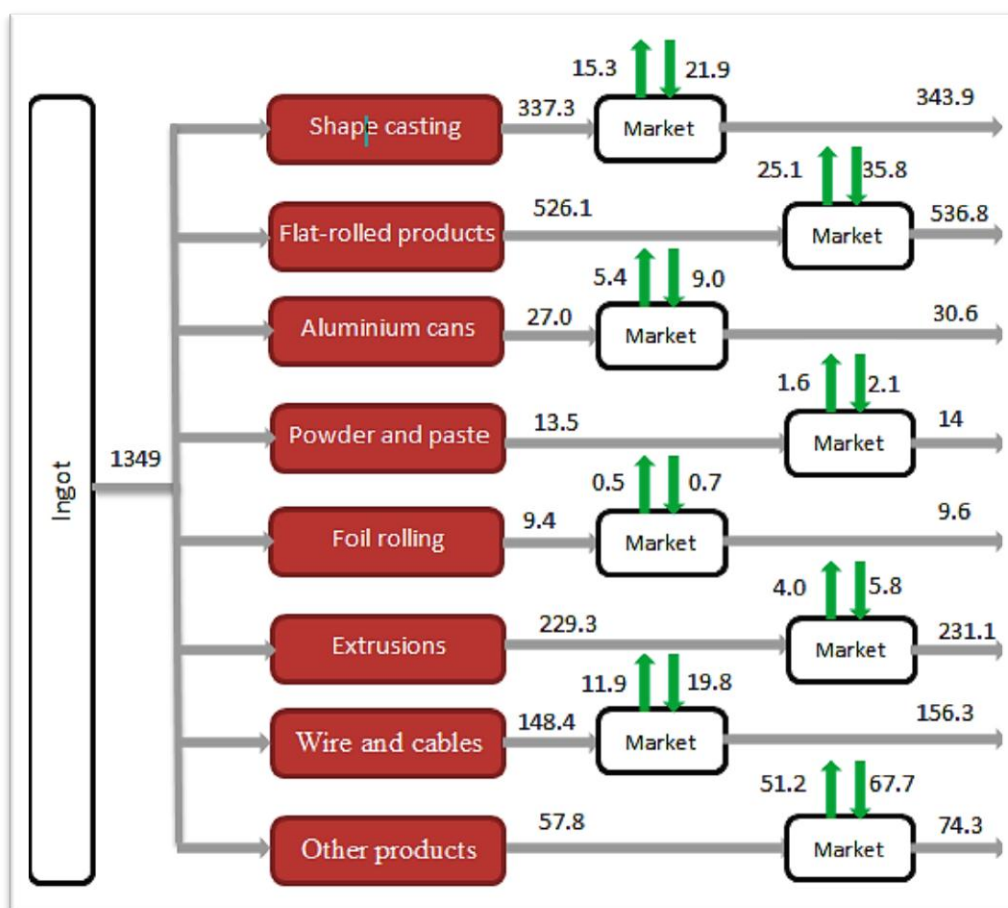 15.3 21.9
Shape casting 337.3 Market 343.9
25.1 35.8
Flat-rolled products 526.1 Market 536.8
5.4 9.0
Aluminium cans 27.0 Market 30.6
1.6 2.1
Powder and paste 13.5 Market 14
Ingot 1349
0.5 0.7
Foil rolling 9.4 Market 9.6
4.0 5.8
Extrusions 229.3 Market 231.1
11.9 19.8
Wire and cables 148.4 Market 156.3
51.2 67.7
Other products 57.8 Market 74.3